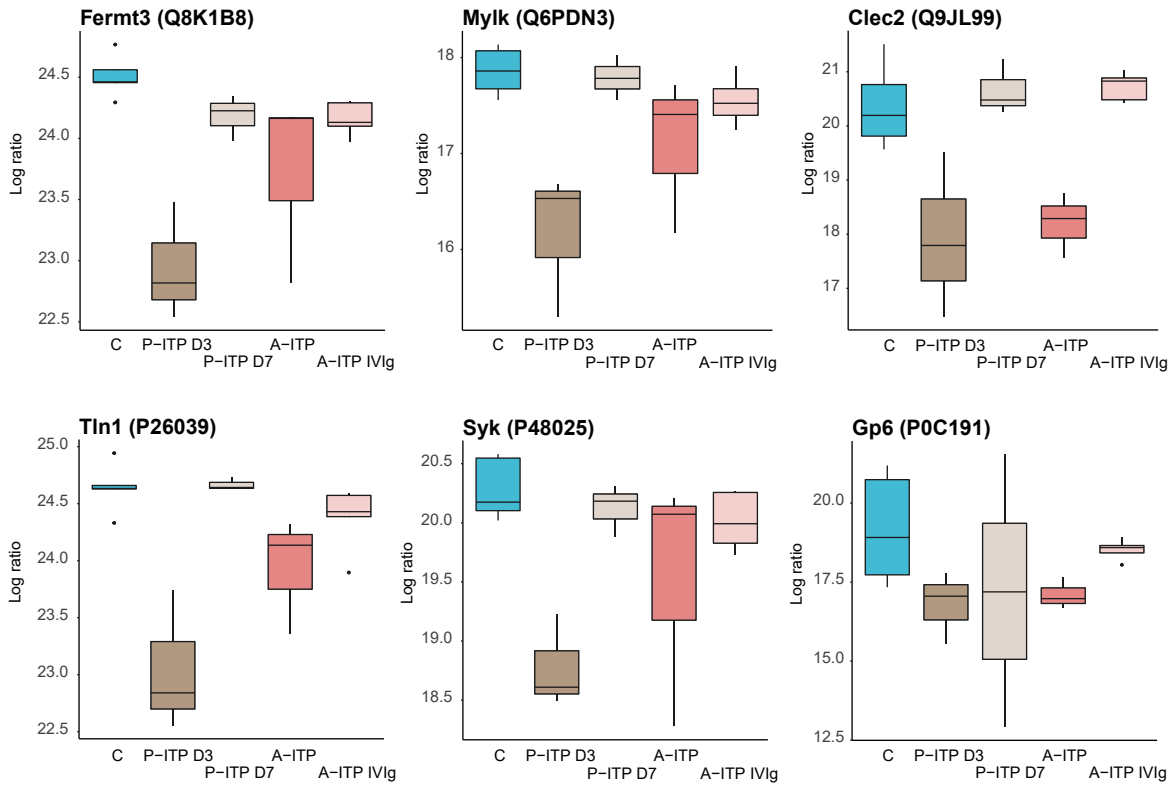 Fermt3 (Q8K1B8)
Log ratio
24.5
24.0
23.5
23.0
22.5
C
P−ITP D3
P−ITP D7
A−ITP
A−ITP IVIg
Mylk (Q6PDN3)
Log ratio
18
17
16
C
P−ITP D3
P−ITP D7
A−ITP
A−ITP IVIg
Clec2 (Q9JL99)
Log ratio
21
20
19
18
17
C
P−ITP D3
P−ITP D7
A−ITP
A−ITP IVIg
Tln1 (P26039)
Log ratio
25.0
24.5
24.0
23.5
23.0
22.5
C
P−ITP D3
P−ITP D7
A−ITP
A−ITP IVIg
Syk (P48025)
Log ratio
20.5
20.0
19.5
19.0
18.5
C
P−ITP D3
P−ITP D7
A−ITP
A−ITP IVIg
Gp6 (P0C191)
Log ratio
20.0
17.5
15.0
12.5
C
P−ITP D3
P−ITP D7
A−ITP
A−ITP IVIg